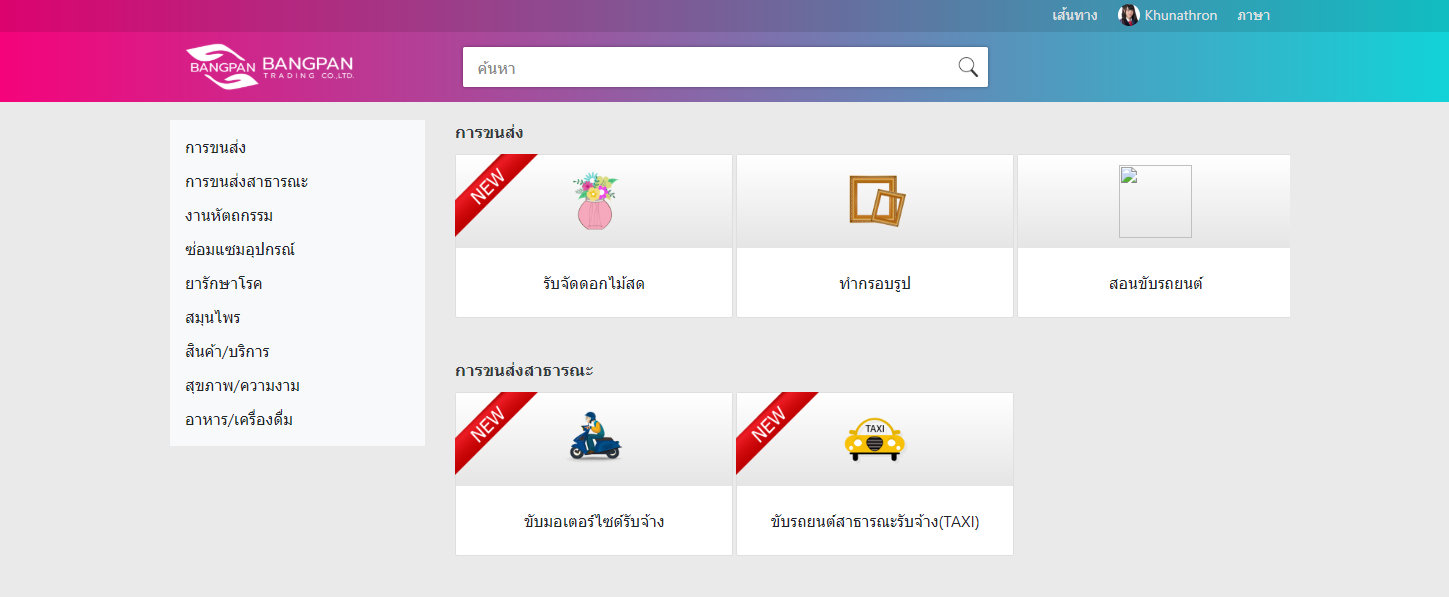 เส้นทาง Khunathron ภาษา
BANGPAN BANGPAN
TRADING CO.,LTD.
ค้นหา
การขนส่ง
การขนส่งสาธารณะ
งานหัตถกรรม
ซ่อมแซมอุปกรณ์
ยารักษาโรค
สมุนไพร
สินค้า/บริการ
สุขภาพ/ความงาม
อาหาร/เครื่องดื่ม
การขนส่ง
NEW
รับจัดดอกไม้สด
ทำกรอบรูป
สอนขับรถยนต์
การขนส่งสาธารณะ
NEW
ขับมอเตอร์ไซด์รับจ้าง
NEW
TAXI
ขับรถยนต์สาธารณะรับจ้าง(TAXI)